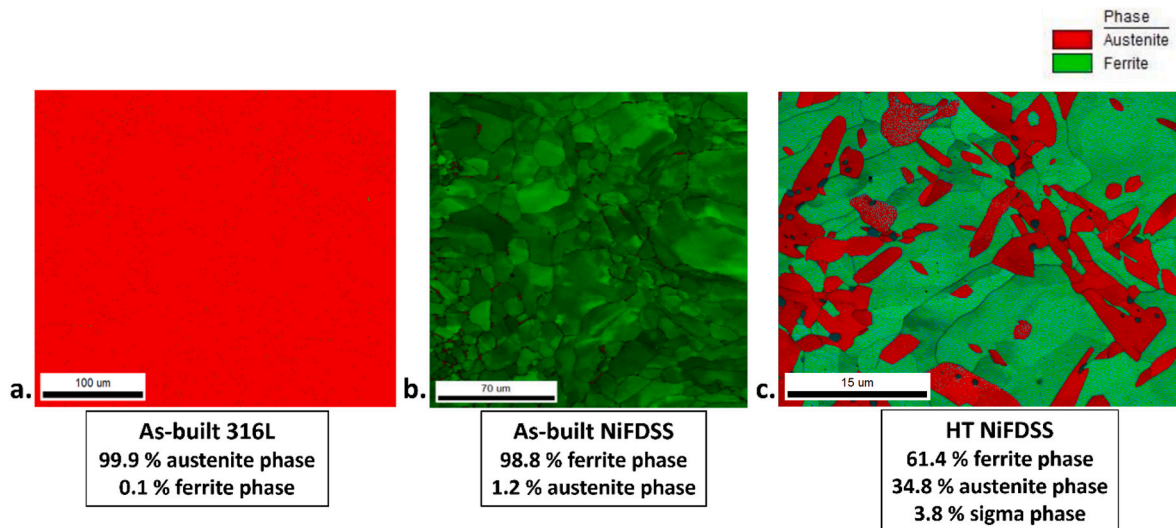 Phase
Austenite
Ferrite
a.
100 um
b.
70 um
c.
15 um
As-built 316L
99.9 % austenite phase
0.1 % ferrite phase
As-built NiFDSS
98.8 % ferrite phase
1.2 % austenite phase
HT NiFDSS
61.4 % ferrite phase
34.8 % austenite phase
3.8 % sigma phase